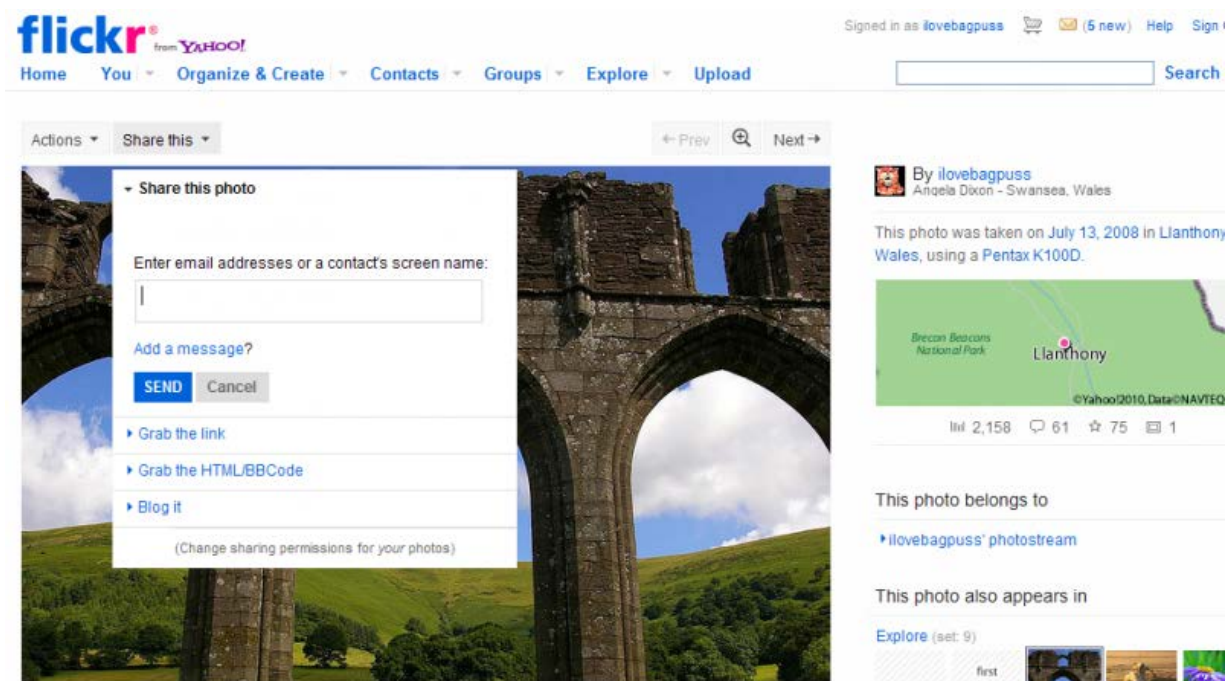 flickr® from YAHOO!
Signed in as ilovebagpuss (5 new) Help Sign
Home You Organize & Create Contacts Groups Explore Upload
Search
Actions Share this
← Prev Next →
Share this photo
Enter email addresses or a contact's screen name:
Add a message?
SEND Cancel
Grab the link
Grab the HTML/BBCode
Blog it
(Change sharing permissions for your photos)
By ilovebagpuss
Angela Dixon - Swansea, Wales
This photo was taken on July 13, 2008 in Llanthony
Wales, using a Pentax K100D.
Brecon Beacons
National Park
Llanthony
©Yahoo!2010,Data©NAVTEQ
2,158 61 75 1
This photo belongs to
ilovebagpuss' photostream
This photo also appears in
Explore (set: 9)
first